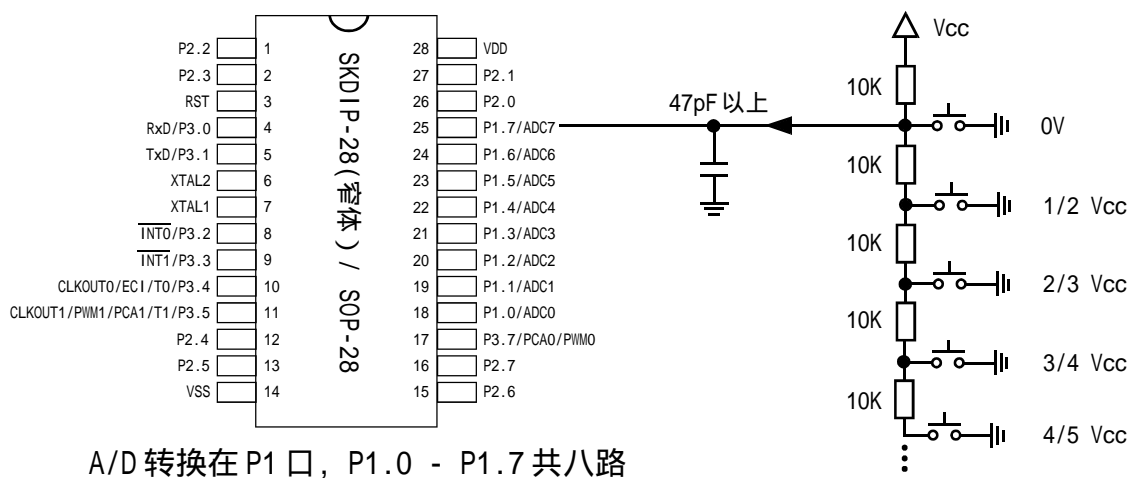 P2.2 1 28 VDD
P2.3 2 27 P2.1
RST 3 26 P2.0
RxD/P3.0 4 25 P1.7/ADC7
TxD/P3.1 5 24 P1.6/ADC6
XTAL2 6 23 P1.5/ADC5
XTAL1 7 22 P1.4/ADC4
INT0/P3.2 8 21 P1.3/ADC3
INT1/P3.3 9 20 P1.2/ADC2
CLKOUT0/ECI/T0/P3.4 10 19 P1.1/ADC1
CLKOUT1/PWM1/PCA1/T1/P3.5 11 18 P1.0/ADC0
P2.4 12 17 P3.7/PCA0/PWM0
P2.5 13 16 P2.7
VSS 14 15 P2.6
SKDIP-28(窄体) / SOP-28
47pF以上
Vcc
10K
0V
10K
1/2 Vcc
10K
2/3 Vcc
10K
3/4 Vcc
10K
4/5 Vcc
A/D转换在P1口, P1.0 - P1.7共八路